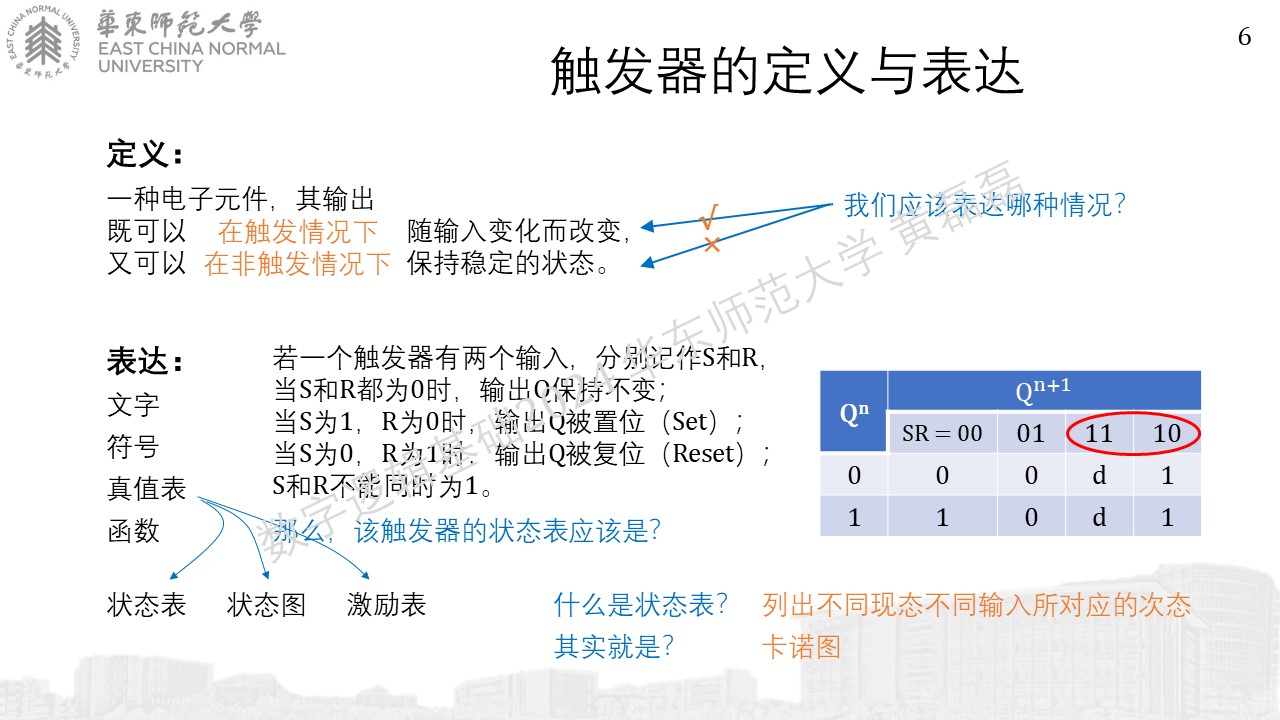 華東師範大學
EAST CHINA NORMAL
UNIVERSITY
EAST CHINA NORMAL UNIVERSITY
華東师范大学
6
触发器的定义与表达
定义：
一种电子元件，其输出
既可以 在触发情况下 随输入变化而改变，
又可以 在非触发情况下 保持稳定的状态。
√
×
我们应该表达哪种情况？
表达：
文字
符号
真值表
函数
若一个触发器有两个输入，分别记作S和R，
当S和R都为0时，输出Q保持不变；
当S为1，R为0时，输出Q被置位（Set）；
当S为0，R为1时，输出Q被复位（Reset）；
S和R不能同时为1。
那么，该触发器的状态表应该是？
Qⁿ Qⁿ⁺¹
SR = 00 01 11 10
0 0 0 d 1
1 1 0 d 1
状态表 状态图 激励表
什么是状态表？ 列出不同现态不同输入所对应的次态
其实就是？ 卡诺图
数字逻辑基础2024 华东师范大学 黄磊磊